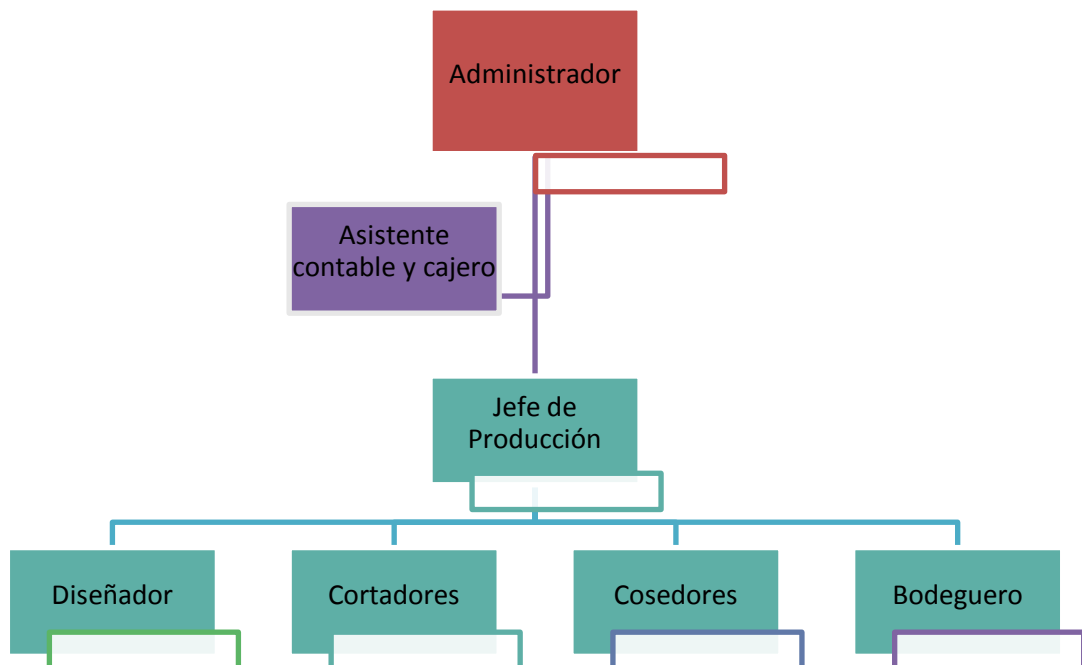 Administrador
Asistente
contable y cajero
Jefe de
Producción
Diseñador
Cortadores
Cosedores
Bodeguero